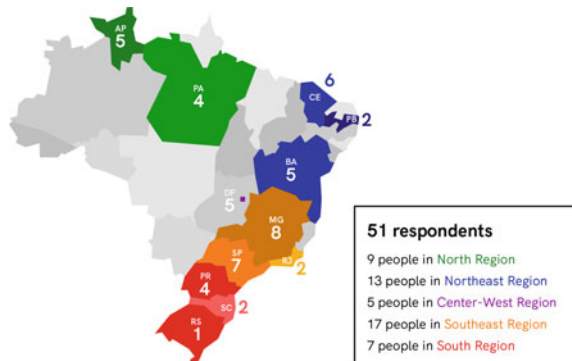 AP
5
6
PA
4
CE
PB
2
BA
5
DF
5
MG
8
SP
7
RJ
2
PR
4
SC
2
RS
1
51 respondents
9 people in North Region
13 people in Northeast Region
5 people in Center-West Region
17 people in Southeast Region
7 people in South Region